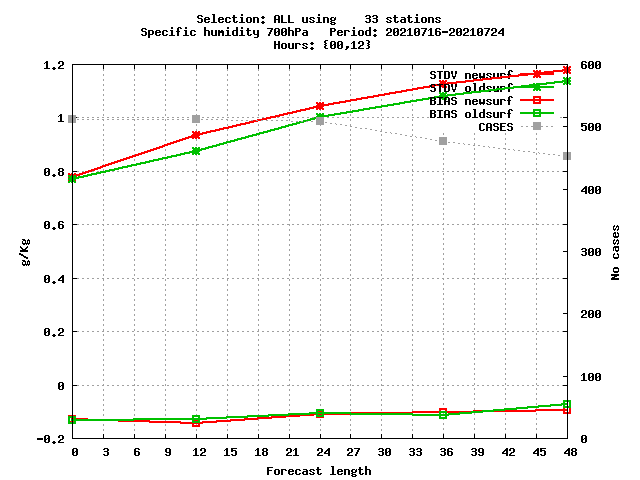 Selection: ALL using    33 stations
Specific humidity 700hPa   Period: 20210716-20210724
Hours: {00,12}
1.2
1
0.8
0.6
0.4
0.2
0
-0.2
g/Kg
STDV newsurf
STDV oldsurf
BIAS newsurf
BIAS oldsurf
CASES
600
500
400
300
200
100
0
No cases
0 3 6 9 12 15 18 21 24 27 30 33 36 39 42 45 48
Forecast length